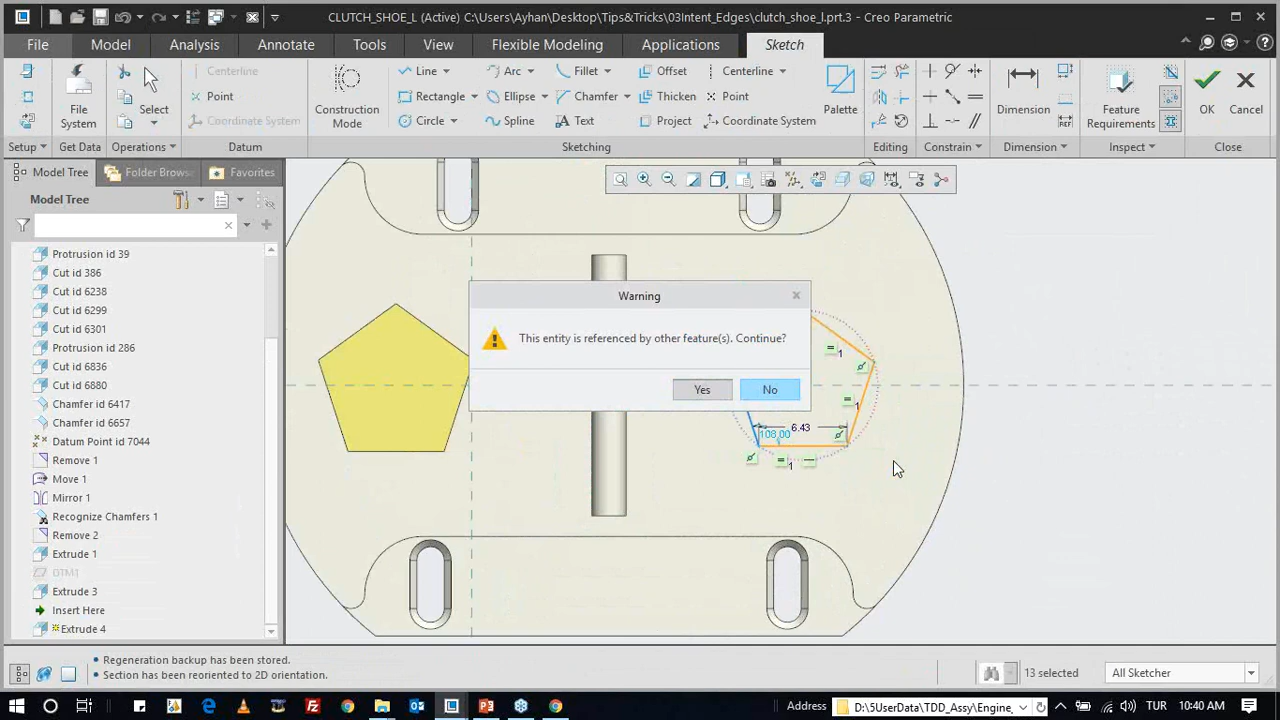 CLUTCH_SHOE_L (Active) C:\Users\Ayhan\Desktop\Tips&Tricks\03Intent_Edges\clutch_shoe_l.prt.3 - Creo Parametric
File Model Analysis Annotate Tools View Flexible Modeling Applications Sketch
Centerline Line Arc Fillet Offset Centerline
File System Select Point Construction Mode Rectangle Ellipse Chamfer Thicken Point Palette Dimension Feature Requirements OK Cancel
Coordinate System Circle Spline Text Project Coordinate System
Setup Get Data Operations Datum Sketching Editing Constrain Dimension Inspect Close
Model Tree Folder Brows Favorites
Model Tree
Protrusion id 39
Cut id 386
Cut id 6238
Cut id 6299
Cut id 6301
Protrusion id 286
Cut id 6836
Cut id 6880
Chamfer id 6417
Chamfer id 6657
Datum Point id 7044
Remove 1
Move 1
Mirror 1
Recognize Chamfers 1
Remove 2
Extrude 1
DTM1
Extrude 3
Insert Here
Extrude 4
Warning
This entity is referenced by other feature(s). Continue?
Yes No
1
1
6.43
108.00
1
REF
• Regeneration backup has been stored.
• Section has been reoriented to 2D orientation.
13 selected All Sketcher
Address D:\5UserData\TDD_Assy\Engine_ TUR 10:40 AM